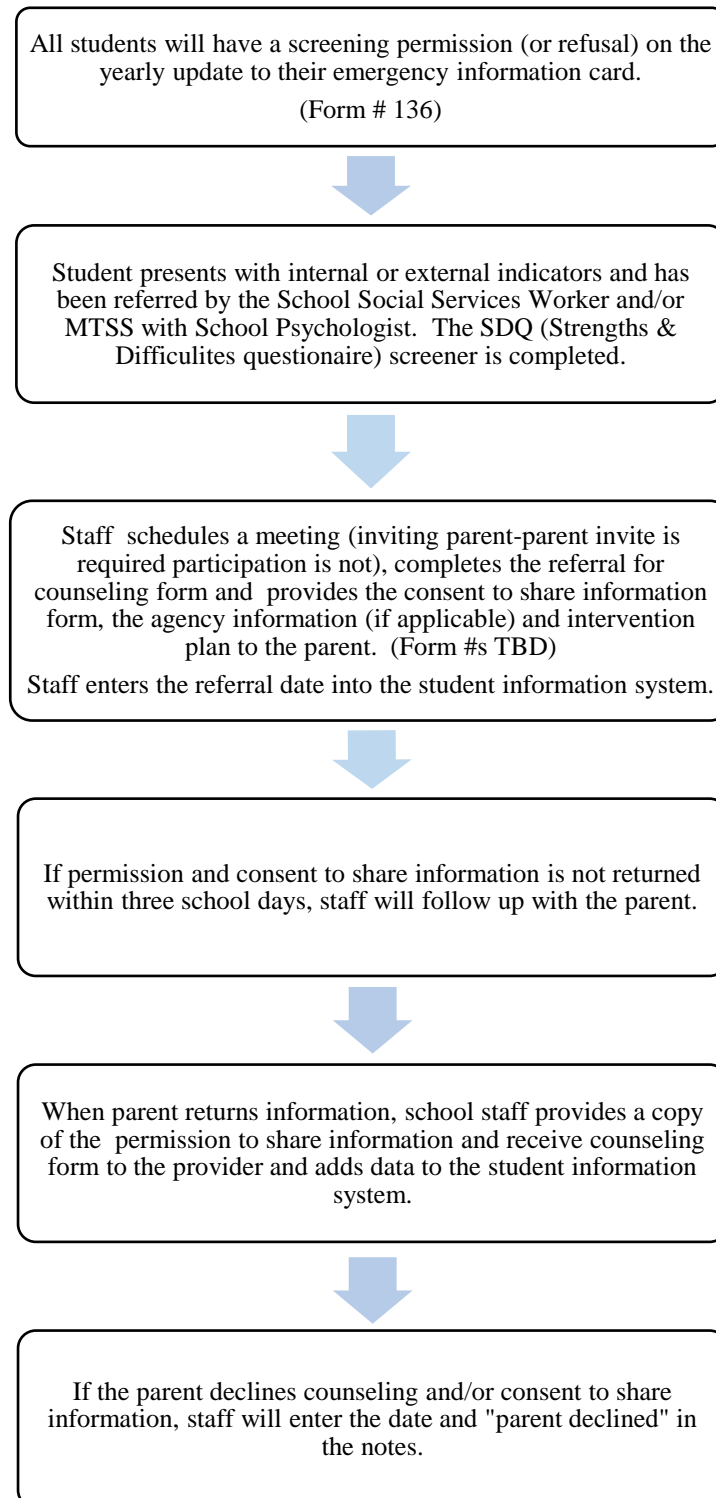 All students will have a screening permission (or refusal) on the
yearly update to their emergency information card.
(Form # 136)
Student presents with internal or external indicators and has
been referred by the School Social Services Worker and/or
MTSS with School Psychologist. The SDQ (Strengths &
Difficulites questionaire) screener is completed.
Staff schedules a meeting (inviting parent-parent invite is
required participation is not), completes the referral for
counseling form and provides the consent to share information
form, the agency information (if applicable) and intervention
plan to the parent. (Form #s TBD)
Staff enters the referral date into the student information system.
If permission and consent to share information is not returned
within three school days, staff will follow up with the parent.
When parent returns information, school staff provides a copy
of the permission to share information and receive counseling
form to the provider and adds data to the student information
system.
If the parent declines counseling and/or consent to share
information, staff will enter the date and "parent declined" in
the notes.